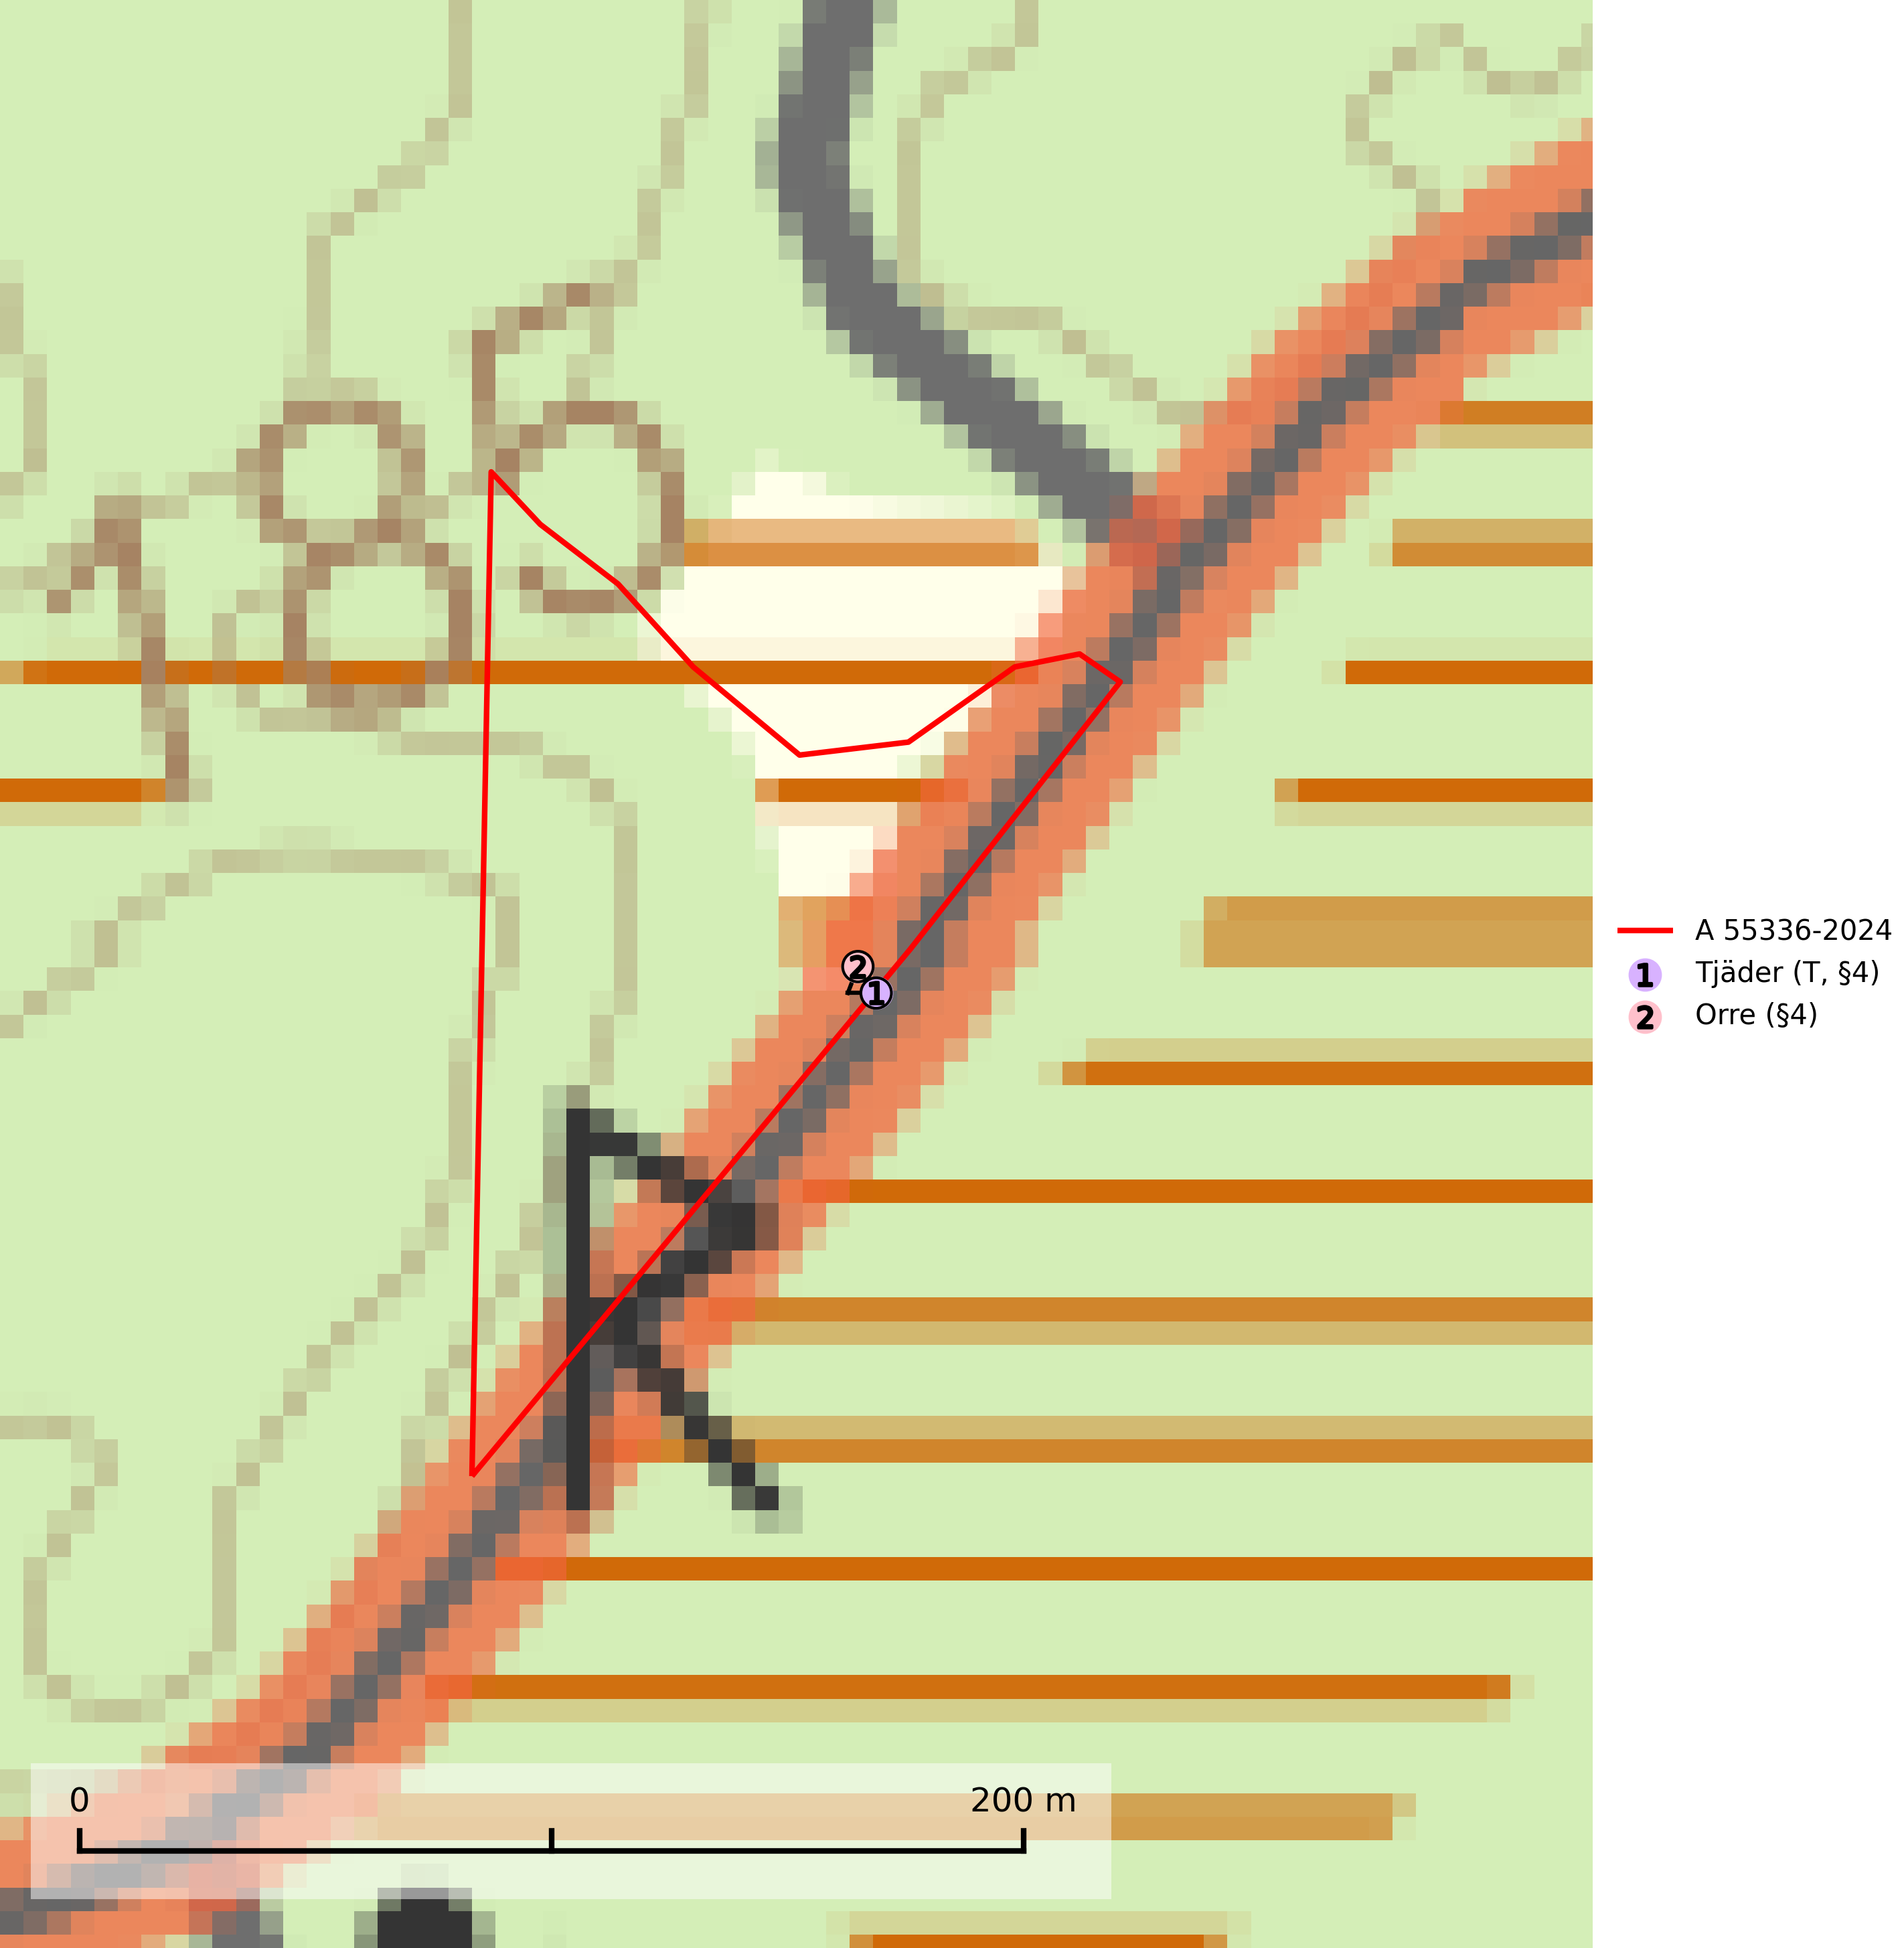 2
1
A 55336-2024
1 Tjäder (T, §4)
2 Orre (§4)
0 200 m